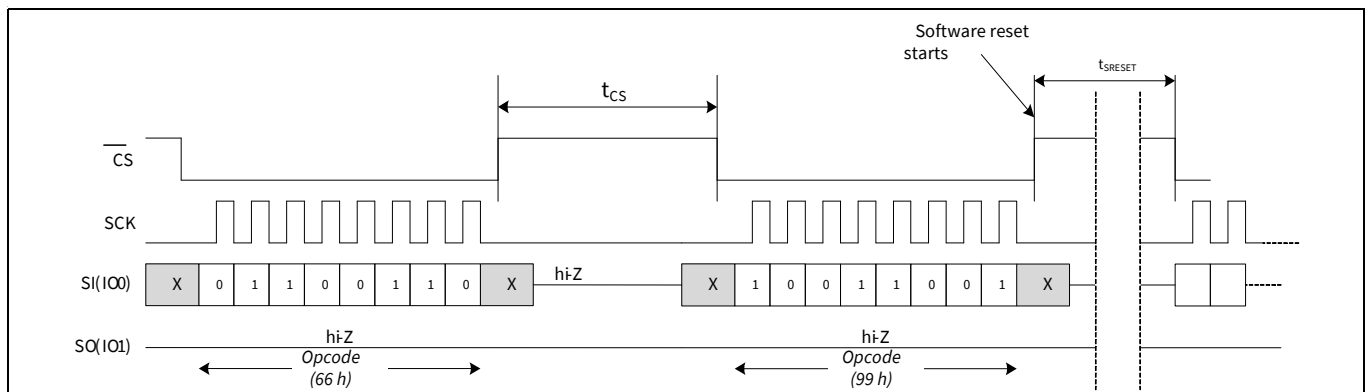 Software reset
starts
tSRESET
tCS
CS
SCK
SI(IO0) X 0 1 1 0 0 1 1 0 X hi-Z X 1 0 0 1 1 0 0 1 X
hi-Z hi-Z
SO(IO1)
Opcode Opcode
(66 h) (99 h)